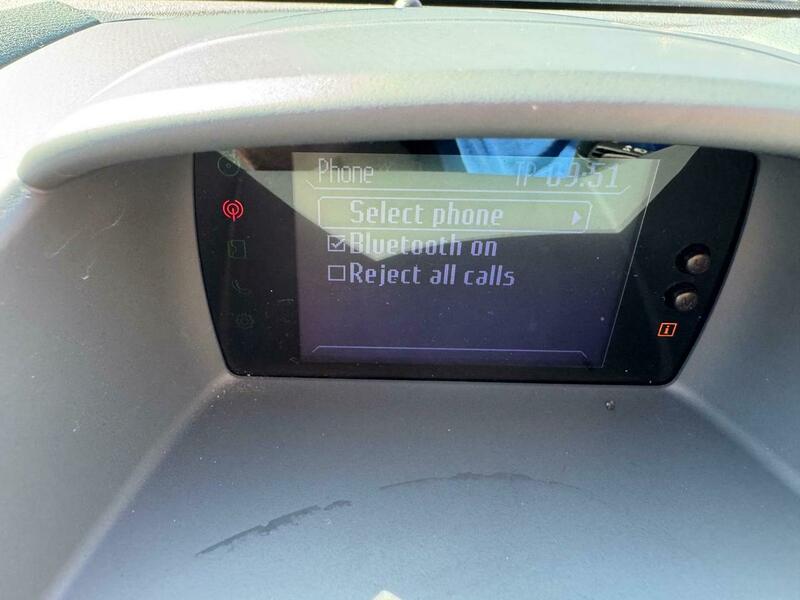 Phone TP 09:51
Select phone
Bluetooth on
Reject all calls
i